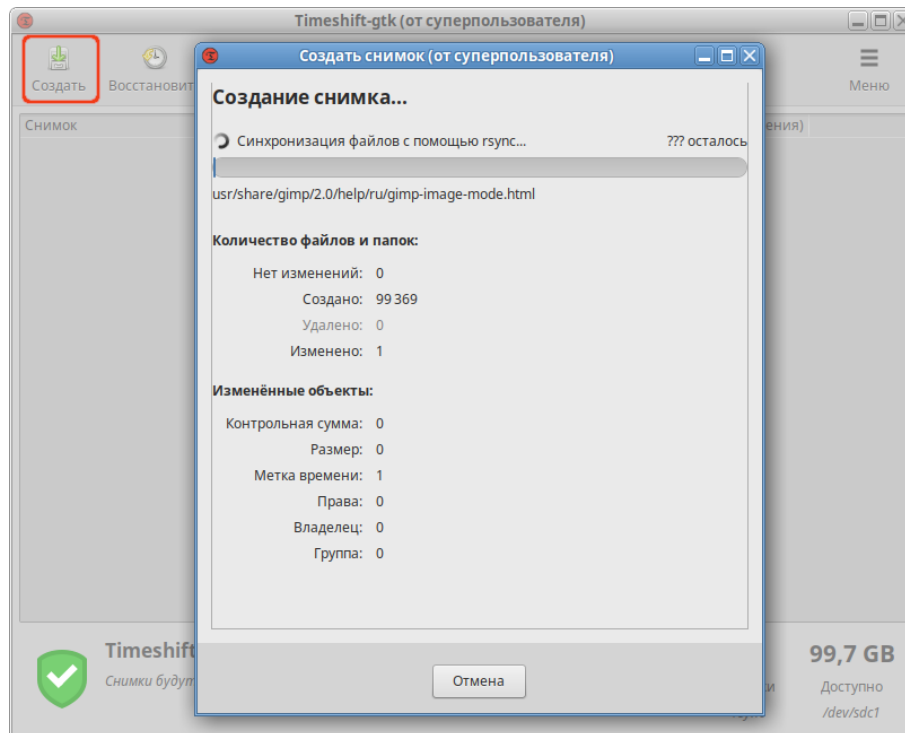 Timeshift-gtk (от суперпользователя)
Создать
Меню
Снимок
Создать снимок (от суперпользователя)
Создание снимка...
Синхронизация файлов с помощью rsync... ??? осталось
usr/share/gimp/2.0/help/ru/gimp-image-mode.html
Количество файлов и папок:
Нет изменений: 0
Создано: 99 369
Удалено: 0
Изменено: 1
Изменённые объекты:
Контрольная сумма: 0
Размер: 0
Метка времени: 1
Права: 0
Владелец: 0
Группа: 0
Отмена
Timeshift
Снимки
99,7 GB
Доступно
/dev/sdc1